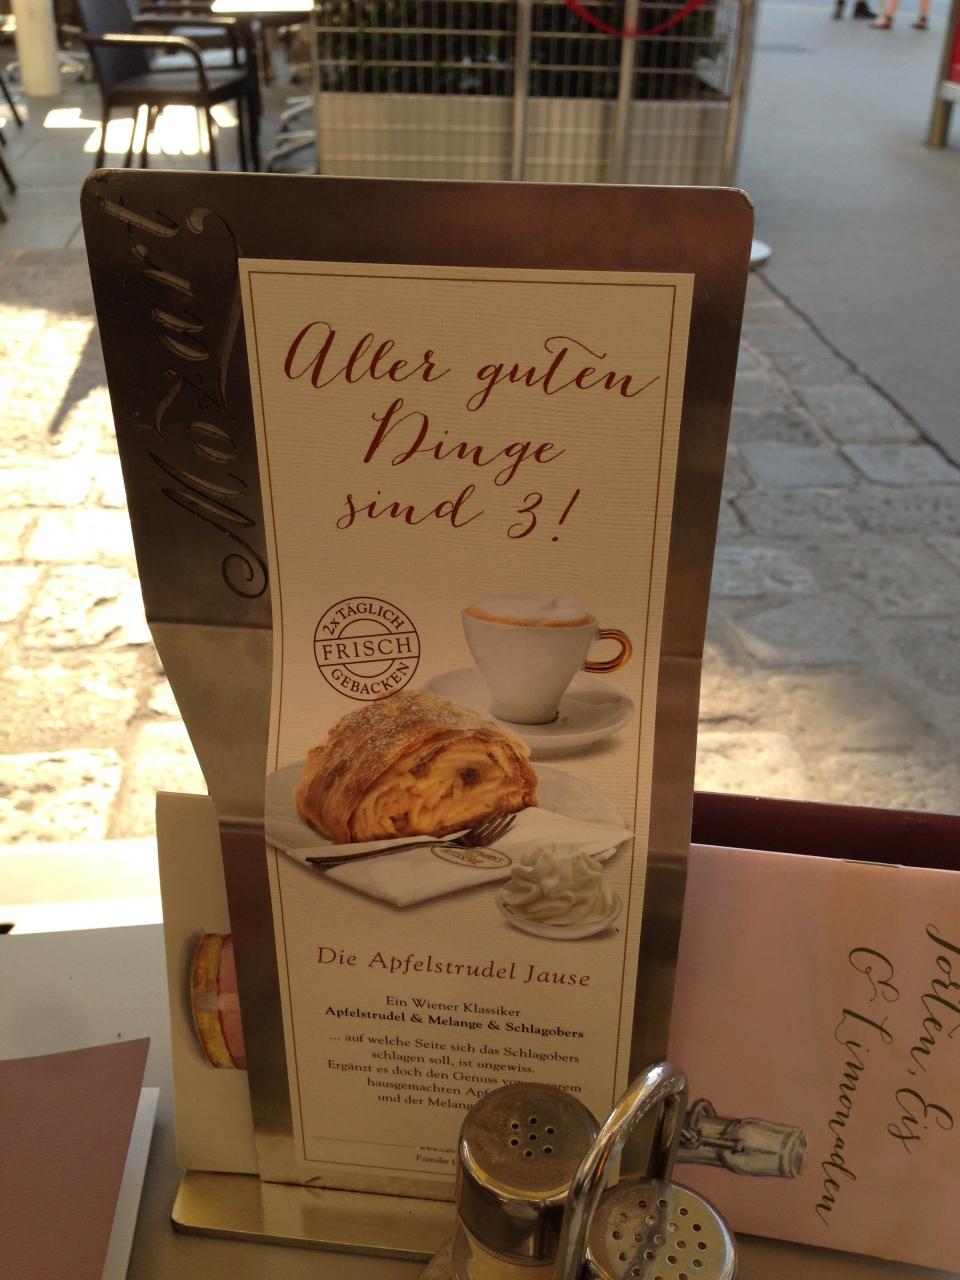 Mozart
Aller guten
Dinge
sind 3!
2x TÄGLICH
FRISCH
GEBACKEN
Die Apfelstrudel Jause
Ein Wiener Klassiker
Apfelstrudel & Melange & Schlagobers
... auf welche Seite sich das Schlagobers
schlagen soll, ist ungewiss.
Ergänzt es doch den Genuss
hausgemachten
und der
Familie
Torten, Eis
& Limonaden